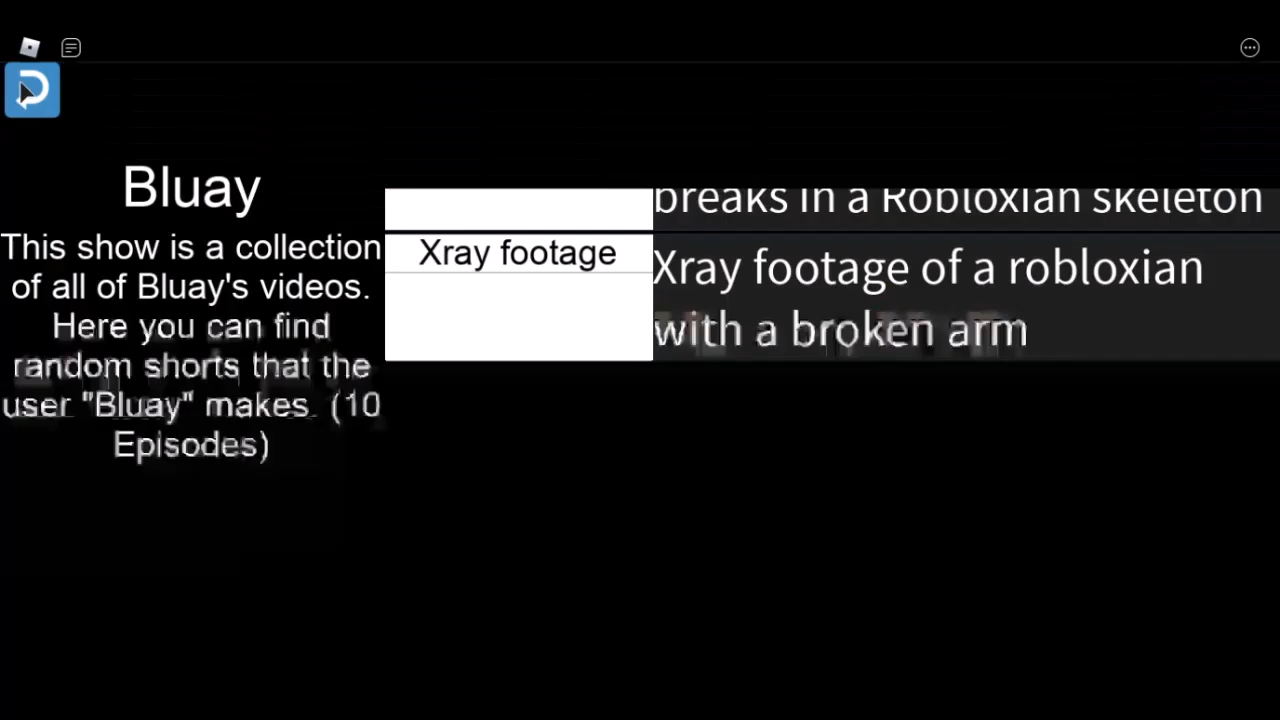 Bluay
This show is a collection
of all of Bluay's videos.
Here you can find
random shorts that the
user "Bluay" makes. (10
Episodes)
breaks in a Robloxian skeleton
Xray footage
Xray footage of a robloxian
with a broken arm